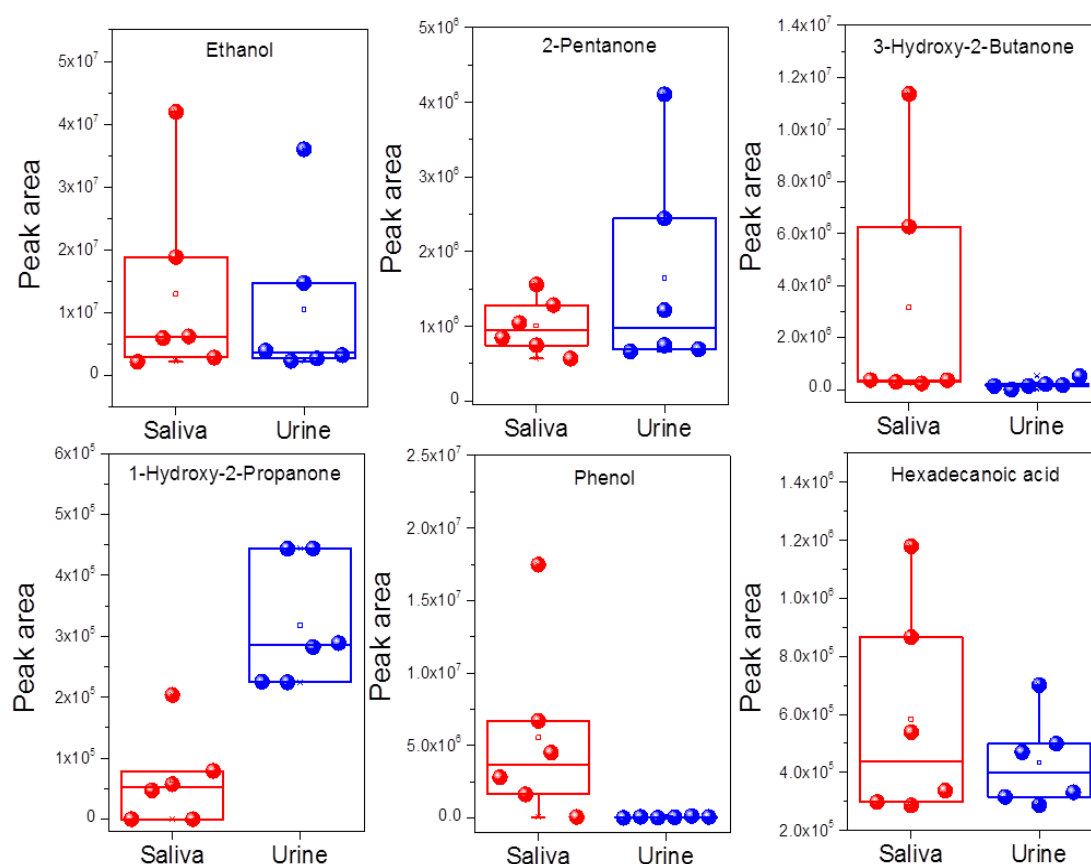 Ethanol
Peak area
5x10⁷
4x10⁷
3x10⁷
2x10⁷
1x10⁷
0
Saliva Urine
2-Pentanone
Peak area
5x10⁶
4x10⁶
3x10⁶
2x10⁶
1x10⁶
0
Saliva Urine
3-Hydroxy-2-Butanone
Peak area
1.4x10⁷
1.2x10⁷
1.0x10⁷
8.0x10⁶
6.0x10⁶
4.0x10⁶
2.0x10⁶
0.0
Saliva Urine
1-Hydroxy-2-Propanone
Peak area
6x10⁵
5x10⁵
4x10⁵
3x10⁵
2x10⁵
1x10⁵
0
Saliva Urine
Phenol
Peak area
2.5x10⁷
2.0x10⁷
1.5x10⁷
1.0x10⁷
5.0x10⁶
0.0
Saliva Urine
Hexadecanoic acid
Peak area
1.4x10⁶
1.2x10⁶
1.0x10⁶
8.0x10⁵
6.0x10⁵
4.0x10⁵
2.0x10⁵
Saliva Urine